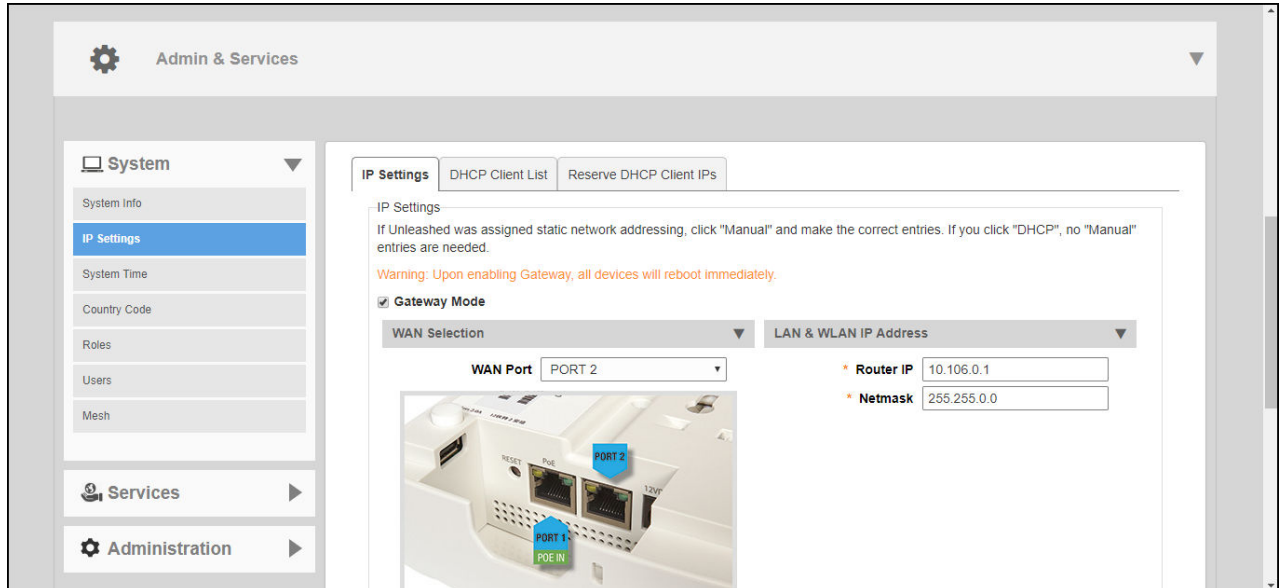 Admin & Services
System
System Info
IP Settings
System Time
Country Code
Roles
Users
Mesh
Services
Administration
IP Settings
DHCP Client List
Reserve DHCP Client IPs
IP Settings
If Unleashed was assigned static network addressing, click "Manual" and make the correct entries. If you click "DHCP", no "Manual"
entries are needed.
Warning: Upon enabling Gateway, all devices will reboot immediately.
Gateway Mode
WAN Selection
WAN Port PORT 2
RESET
PoE
PORT 2
PORT 1
POE IN
LAN & WLAN IP Address
* Router IP 10.106.0.1
* Netmask 255.255.0.0